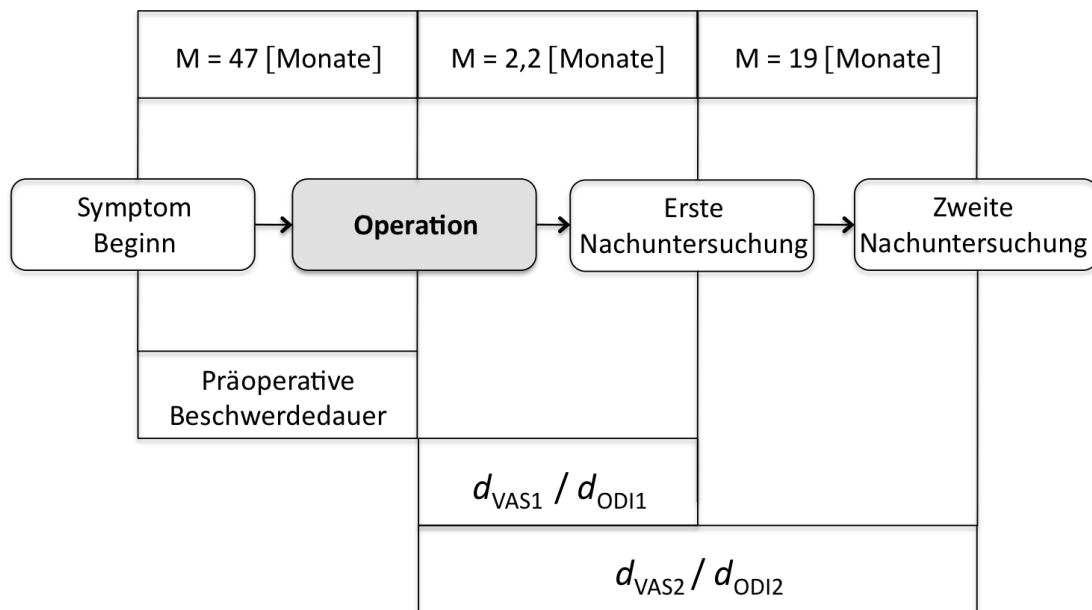 M = 47 [Monate]
M = 2,2 [Monate]
M = 19 [Monate]
Symptom
Beginn
Operation
Erste
Nachuntersuchung
Zweite
Nachuntersuchung
Präoperative
Beschwerdedauer
dVAS1 / dODI1
dVAS2 / dODI2